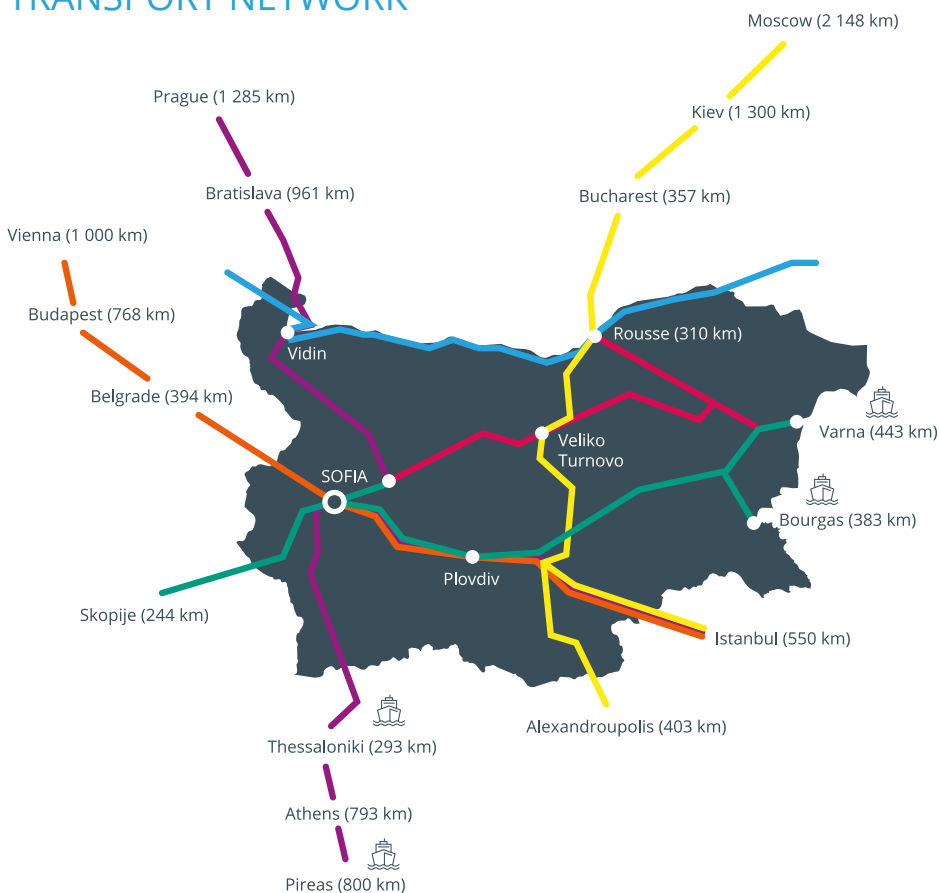 TRANSPORT NETWORK
Moscow (2 148 km)
Prague (1 285 km)
Kiev (1 300 km)
Bratislava (961 km)
Bucharest (357 km)
Vienna (1 000 km)
Budapest (768 km)
Rousse (310 km)
Vidin
Belgrade (394 km)
Varna (443 km)
Veliko
Turnovo
SOFIA
Bourgas (383 km)
Plovdiv
Skopije (244 km)
Istanbul (550 km)
Alexandroupolis (403 km)
Thessaloniki (293 km)
Athens (793 km)
Pireas (800 km)